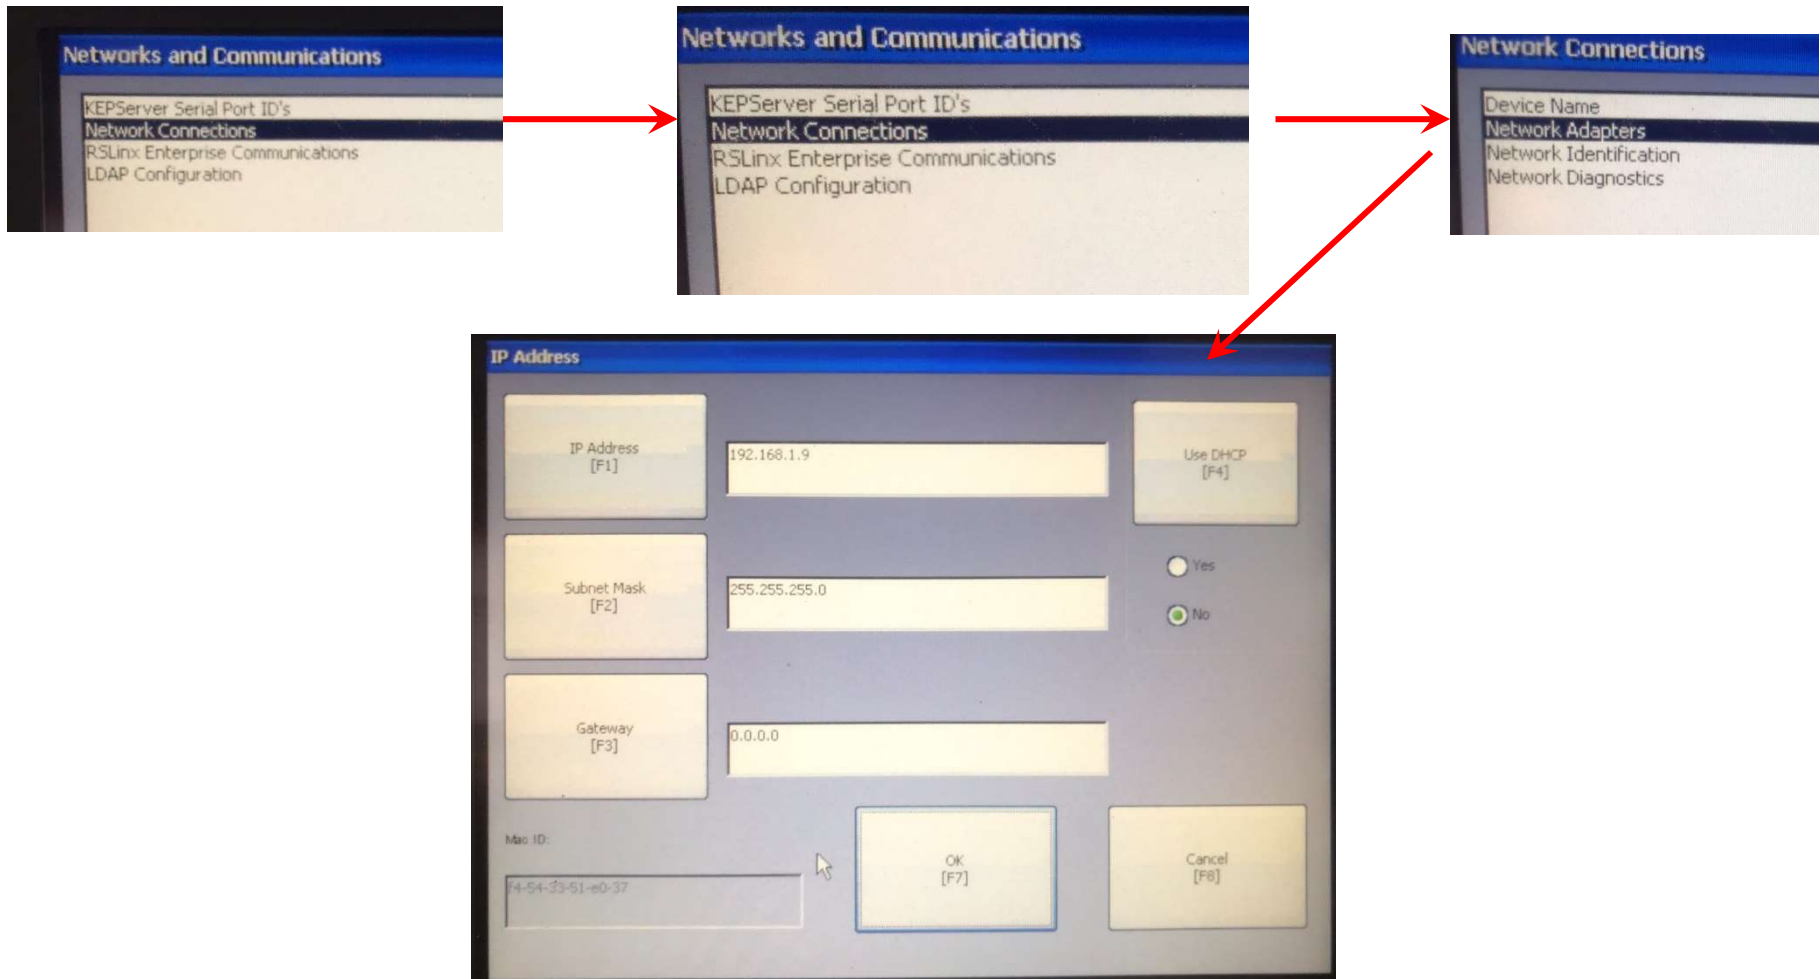 Networks and Communications
KEPServer Serial Port ID's
Network Connections
RSLinx Enterprise Communications
LDAP Configuration
Networks and Communications
KEPServer Serial Port ID's
Network Connections
RSLinx Enterprise Communications
LDAP Configuration
Network Connections
Device Name
Network Adapters
Network Identification
Network Diagnostics
IP Address
IP Address
[F1]
192.168.1.9
Use DHCP
[F4]
Yes
No
Subnet Mask
[F2]
255.255.255.0
Gateway
[F3]
0.0.0.0
Mac ID:
f4-54-33-51-e0-37
OK
[F7]
Cancel
[F8]